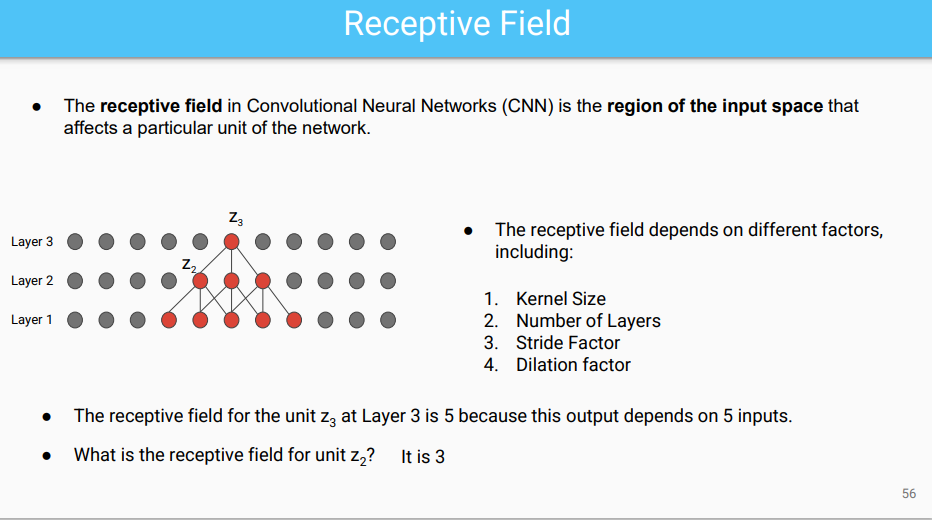 Receptive Field
● The receptive field in Convolutional Neural Networks (CNN) is the region of the input space that
affects a particular unit of the network.
z₃
Layer 3
z₂
Layer 2
Layer 1
● The receptive field depends on different factors,
including:
1. Kernel Size
2. Number of Layers
3. Stride Factor
4. Dilation factor
● The receptive field for the unit z₃ at Layer 3 is 5 because this output depends on 5 inputs.
● What is the receptive field for unit z₂? It is 3
56